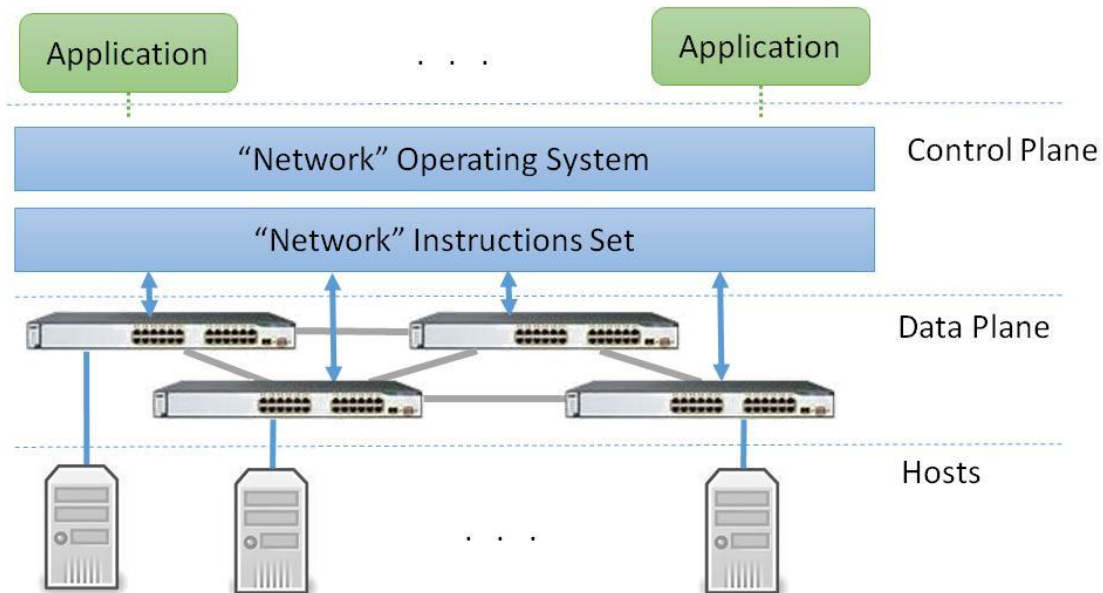 Application
. . .
Application
“Network” Operating System
Control Plane
“Network” Instructions Set
Data Plane
Hosts
. . .